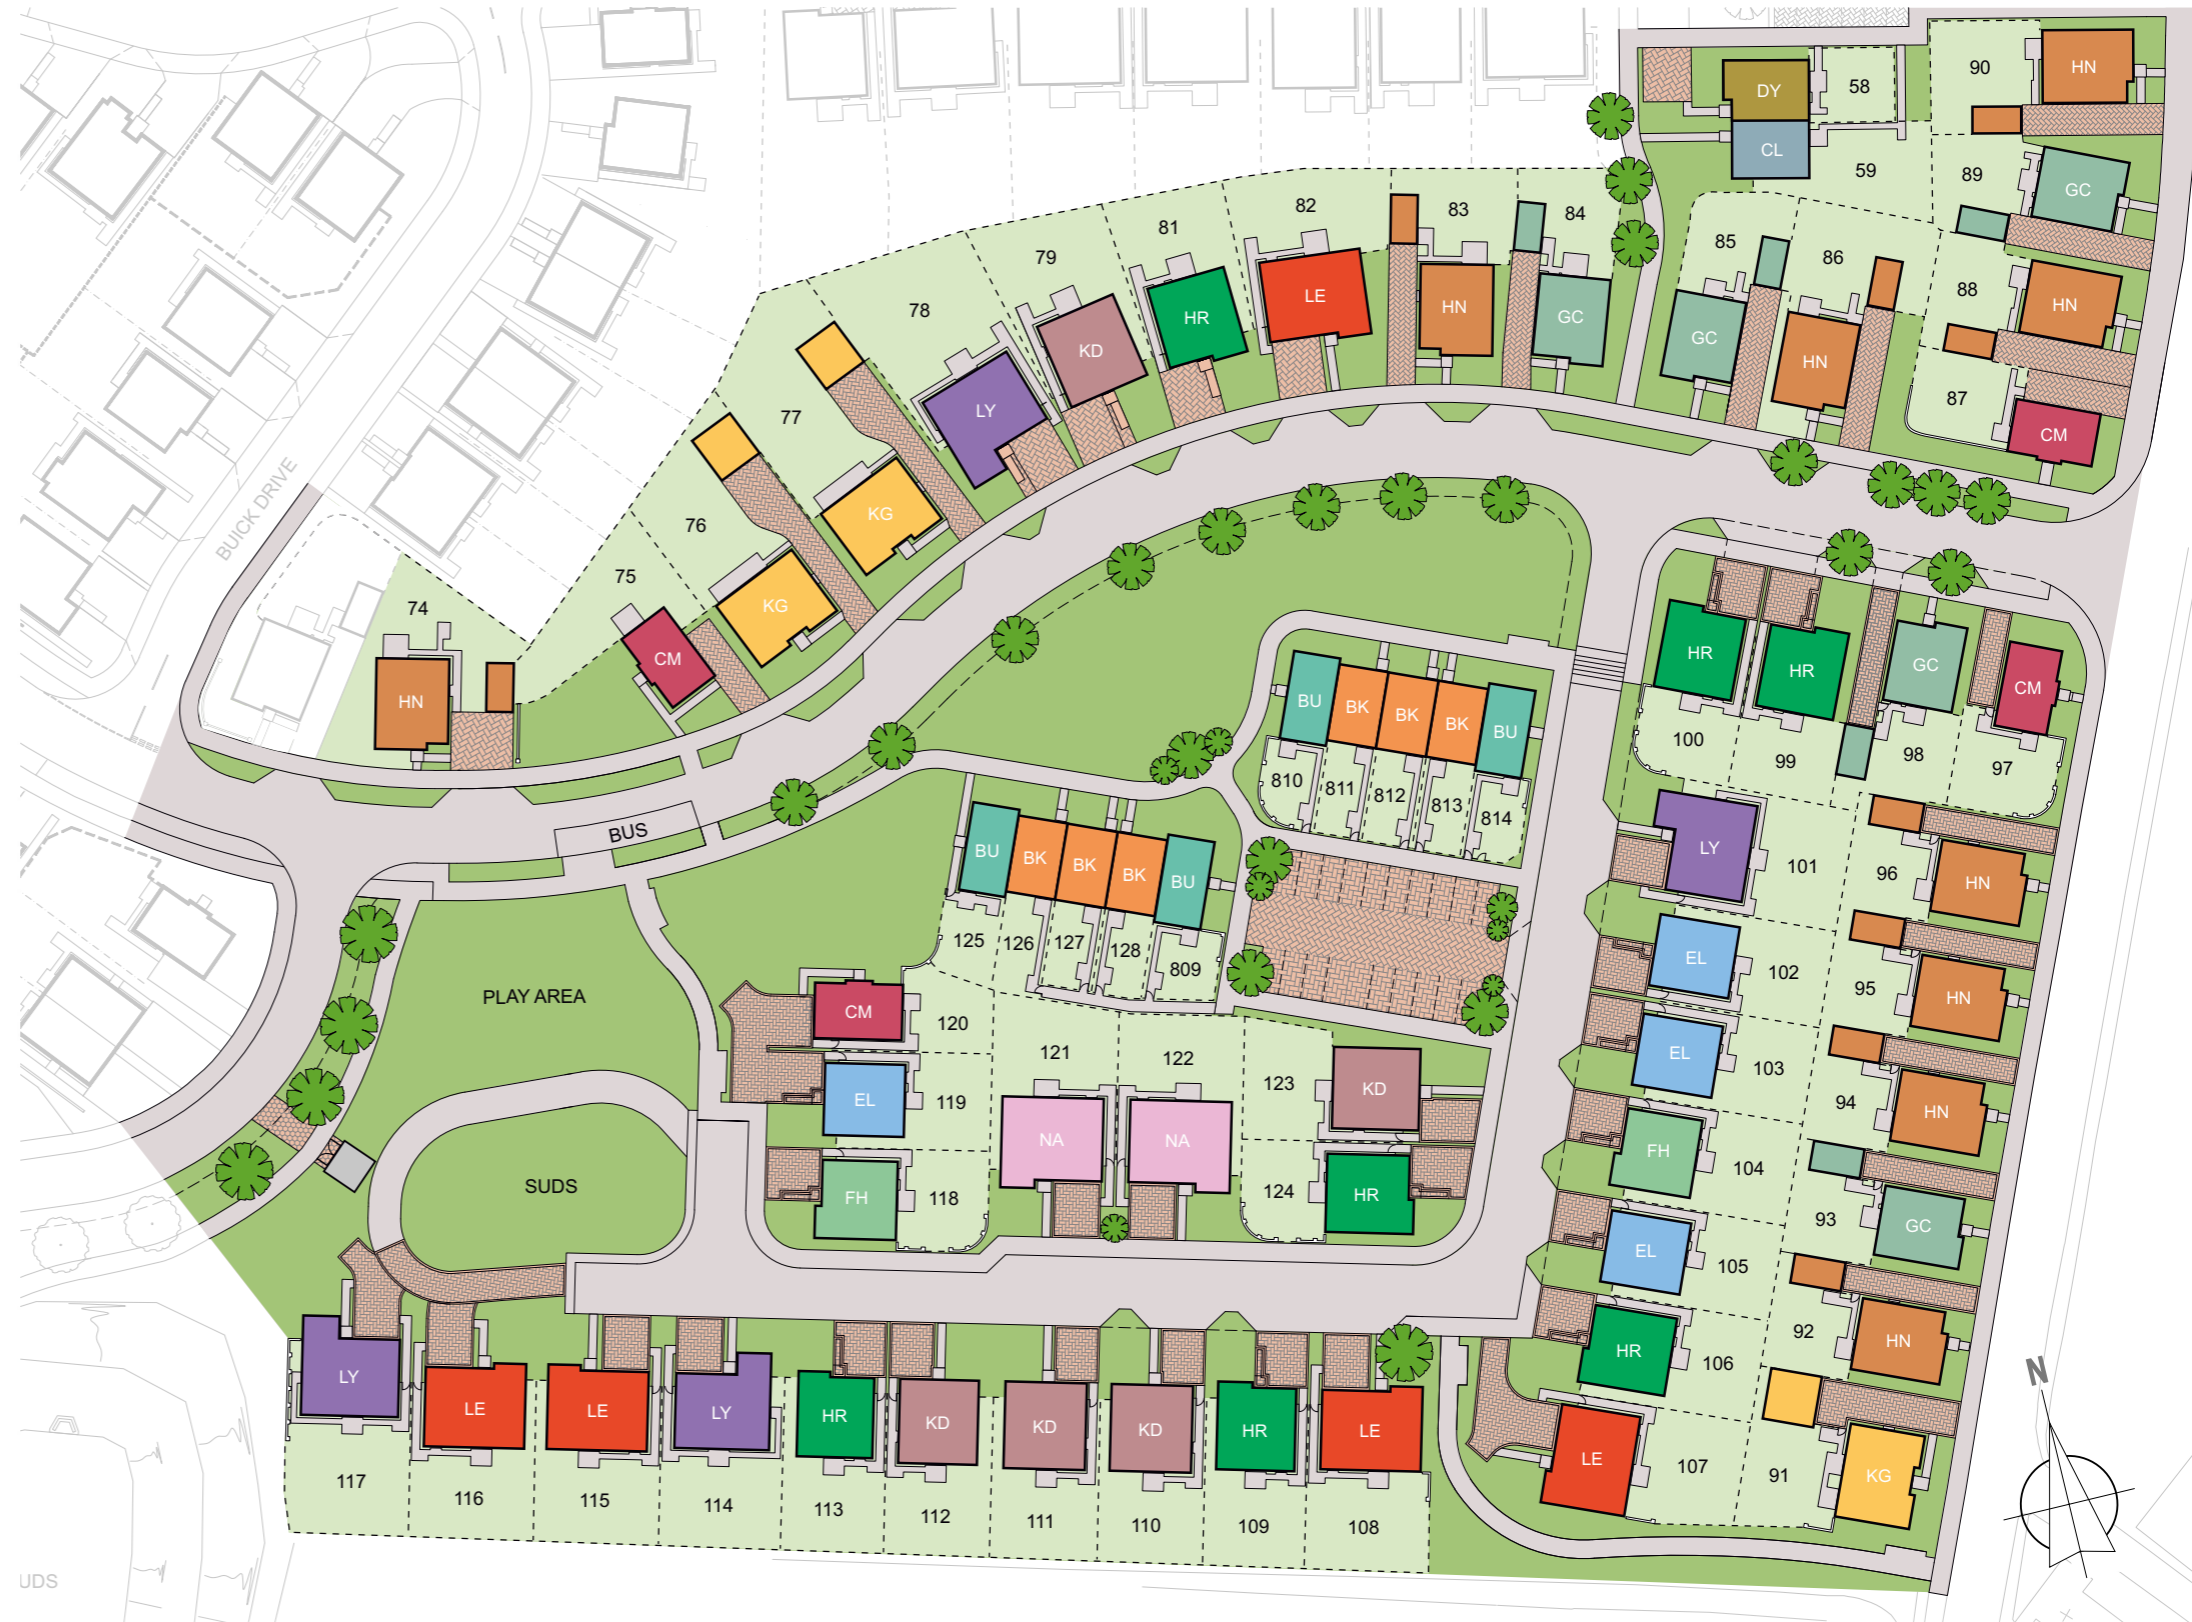 90
HN
DY
58
CL
59
89
GC
82
83
84
81
85
86
88
79
78
HR
LE
HN
GC
GC
HN
HN
KD
LY
87
CM
77
76
KG
BUICK DRIVE
75
KG
74
CM
HN
HR
HR
GC
CM
BU
BK
BK
BK
BU
100
99
98
97
810
811
812
813
814
BUS
BU
BK
BK
BK
BU
LY
101
96
HN
125
126
127
128
809
EL
102
95
HN
PLAY AREA
CM
120
121
122
123
KD
EL
103
94
HN
EL
119
NA
NA
FH
104
SUDS
FH
118
124
HR
93
GC
EL
105
92
HN
HR
106
N
LY
LE
LE
LY
HR
KD
KD
KD
HR
LE
LE
107
91
KG
117
116
115
114
113
112
111
110
109
108
UDS